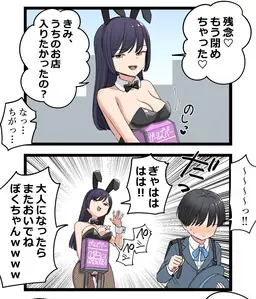 残念♡
もう閉め
ちゃった♡
きみ、
うちのお店
入りたかったの？
のし♡
なっ…
ちがっ…
〜〜〜〜っ!!
ぎゃはは
はは!!
大人になったら
またおいでね
ぼくちゃんｗｗｗｗ